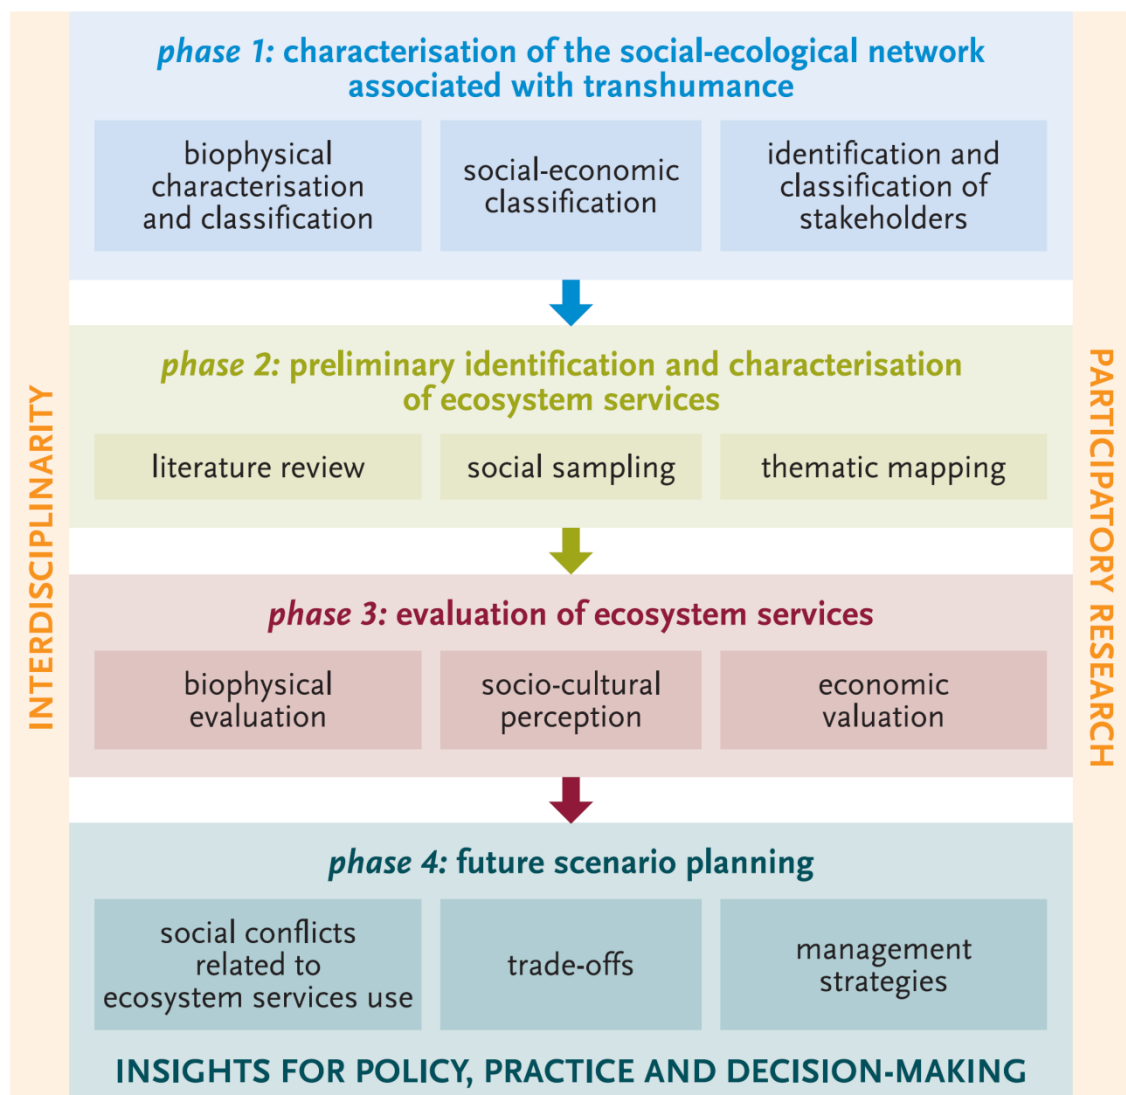 phase 1: characterisation of the social-ecological network
associated with transhumance
biophysical
characterisation
and classification
social-economic
classification
identification and
classification of
stakeholders
phase 2: preliminary identification and characterisation
of ecosystem services
literature review
social sampling
thematic mapping
phase 3: evaluation of ecosystem services
biophysical
evaluation
socio-cultural
perception
economic
valuation
phase 4: future scenario planning
social conflicts
related to
ecosystem services use
trade-offs
management
strategies
INSIGHTS FOR POLICY, PRACTICE AND DECISION-MAKING
INTERDISCIPLINARITY
PARTICIPATORY RESEARCH